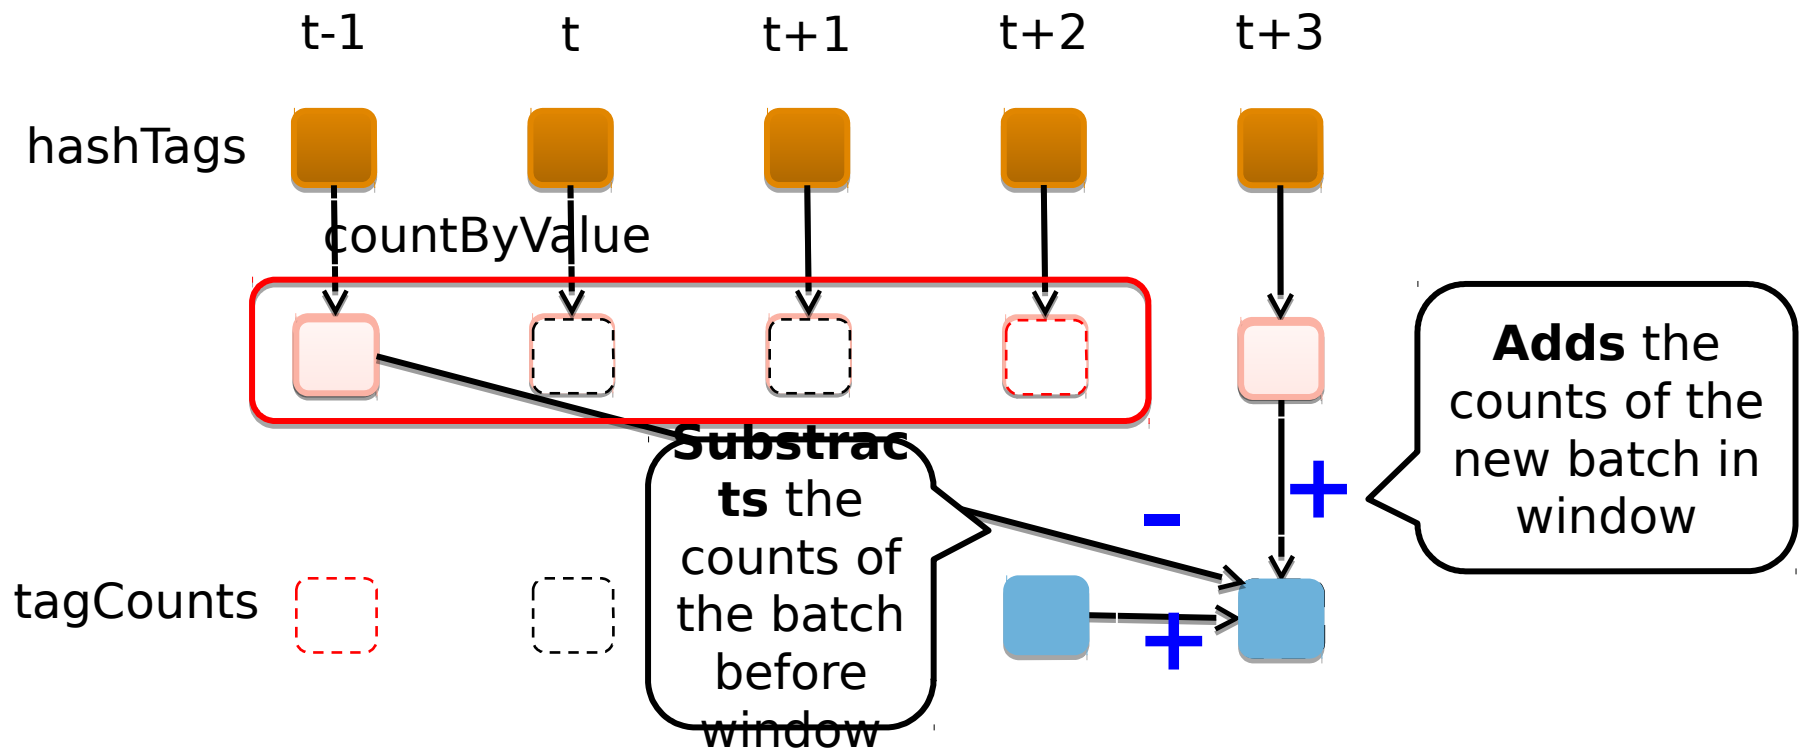 t-1
t
t+1
t+2
t+3
hashTags
countByValue
Substrac
ts the
counts of
the batch
before
window
–
+
+
Adds the
counts of the
new batch in
window
tagCounts